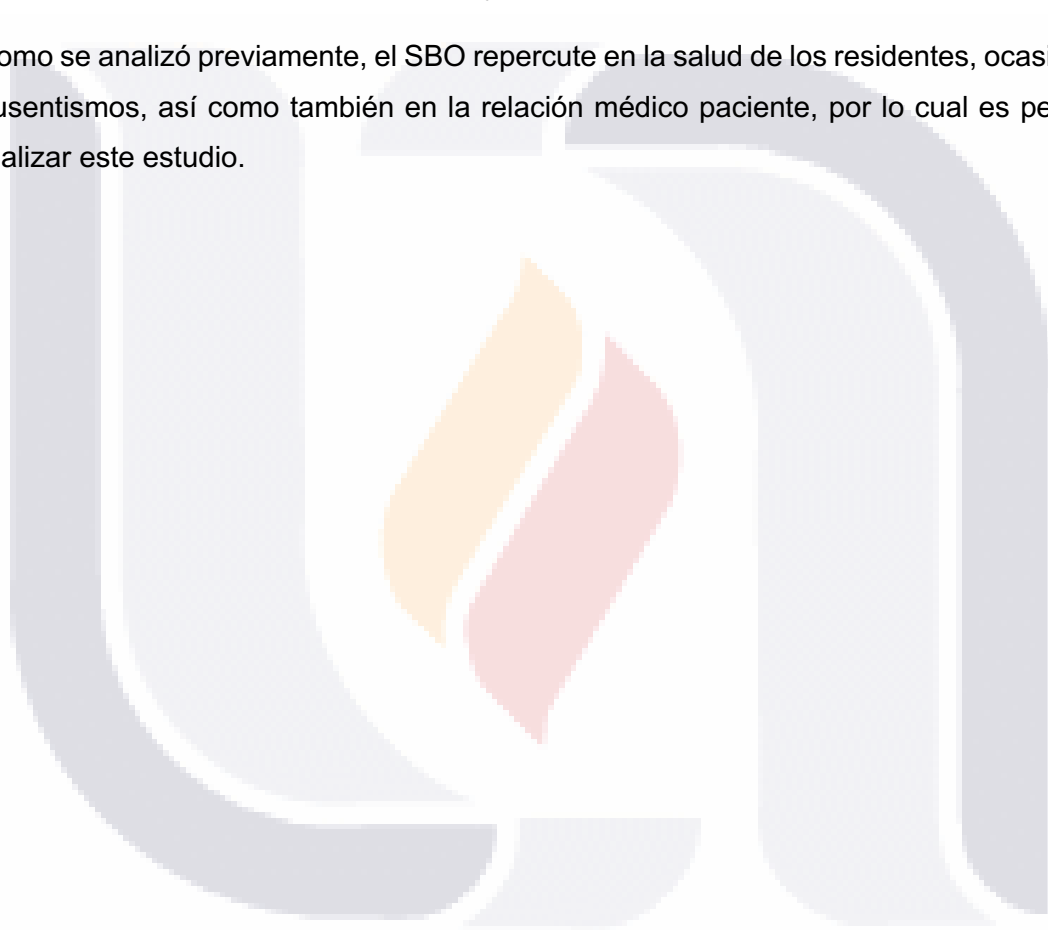 omo se analizó previamente, el SBO repercute en la salud de los residentes, ocasi
usentismos, así como también en la relación médico paciente, por lo cual es pe
alizar este estudio.